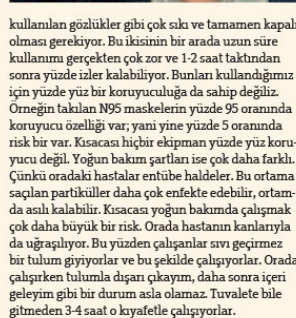 kullanılan gözlükler gibi çok sıkı ve tamamen kapalı
olması gerekiyor. Bu ikisinin bir arada uzun süre
kullanımı gerçekten çok zor ve 1-2 saat taktından
sonra yüzde izler kalabiliyor. Bunları kullandığımız
için yüzde yüz bir koruyuculuğa da sahip değiliz.
Örneğin takılan N95 maskelerin yüzde 95 oranında
koruyucu özelliği var; yani yine yüzde 5 oranında
risk bir var. Kısacası hiçbir ekipman yüzde yüz koru-
yucu değil. Yoğun bakım şartları ise çok daha farklı.
Çünkü oradaki hastalar entübe haldeler. Bu ortama
saçılan partiküller daha çok enfekte edebilir, ortam-
da asılı kalabilir. Kısacası yoğun bakımda çalışmak
çok daha büyük bir risk. Orada hastanın kanlarıyla
da uğraşılıyor. Bu yüzden çalışanlar sıvı geçirmez
bir tulum giyiyorlar ve bu şekilde çalışıyorlar. Orada
çalışırken tulumla dışarı çıkayım, daha sonra içeri
geleyim gibi bir durum asla olamaz. Tuvalete bile
gitmeden 3-4 saat o kıyafetle çalışıyorlar.